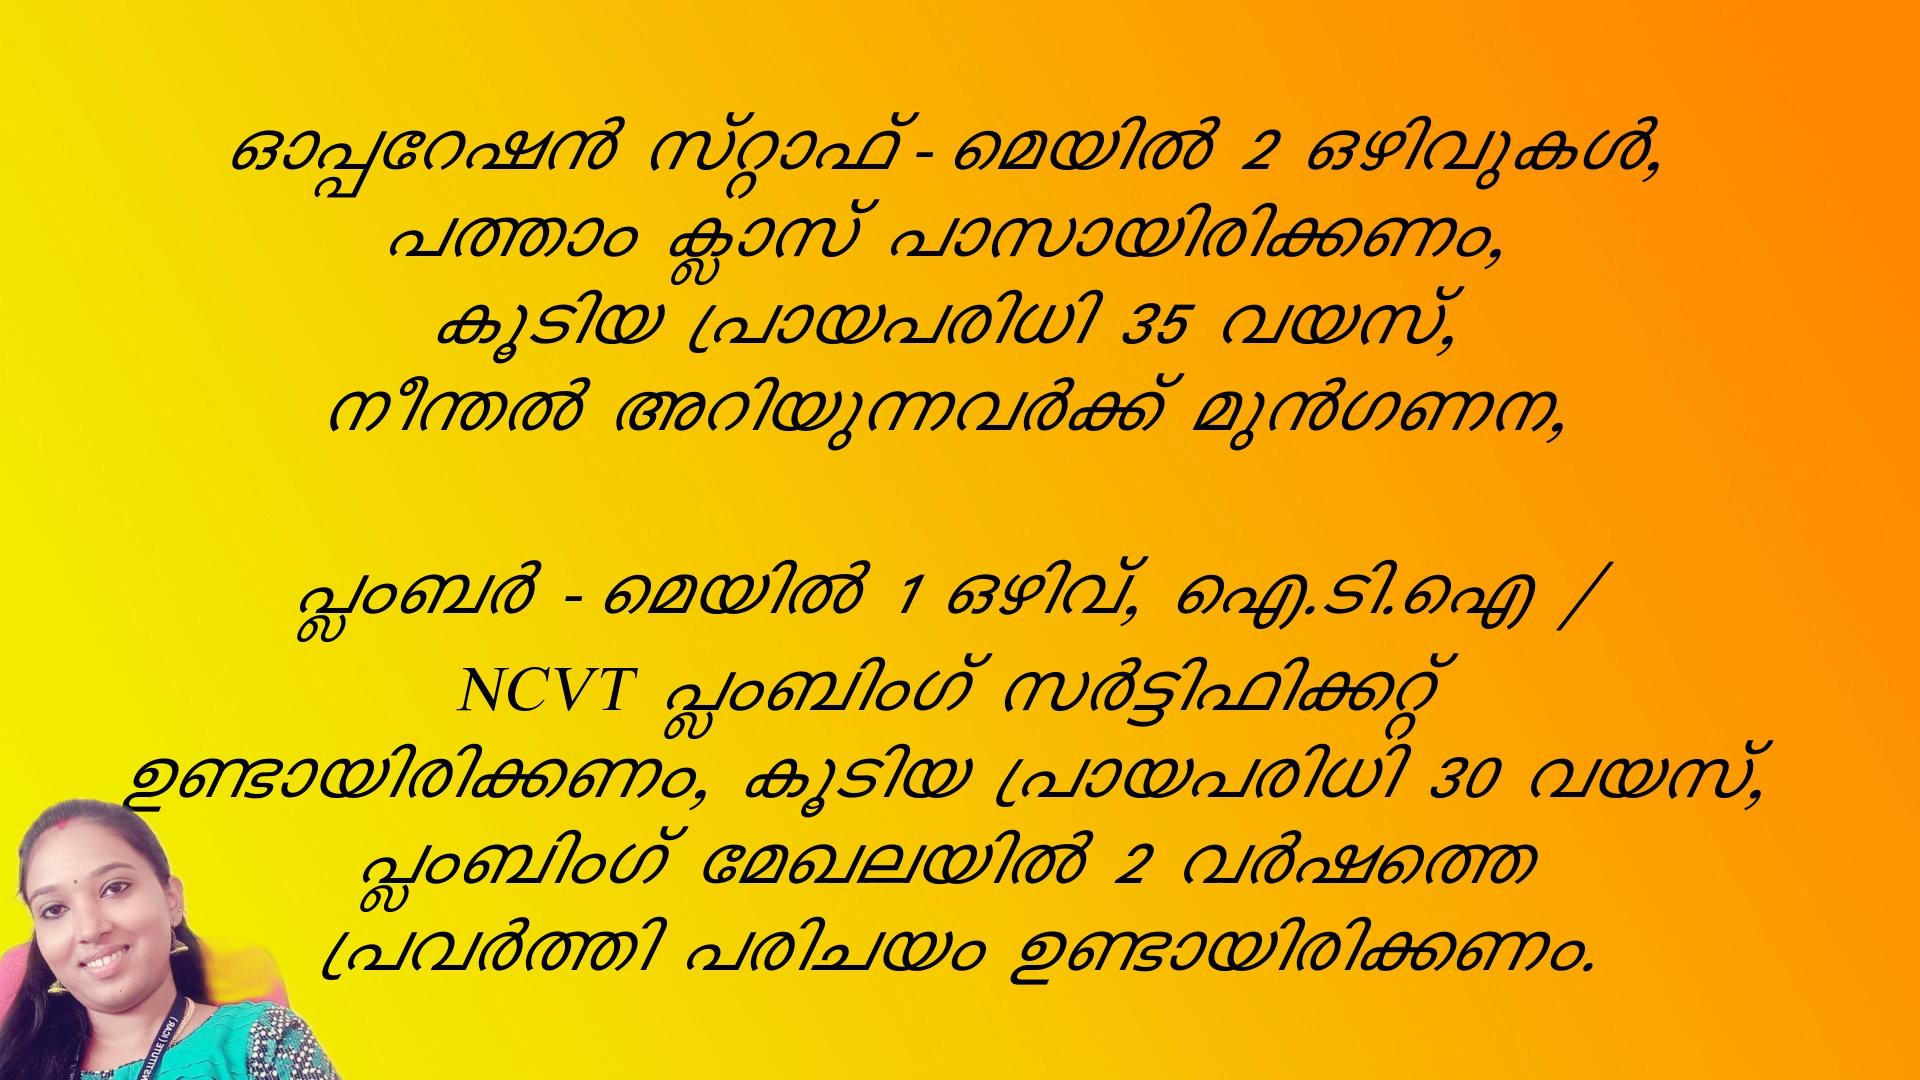 ഓപ്പറേഷൻ സ്റ്റാഫ് - മെയിൽ 2 ഒഴിവുകൾ,
പത്താം ക്ലാസ് പാസായിരിക്കണം,
കൂടിയ പ്രായപരിധി 35 വയസ്,
നീന്തൽ അറിയുന്നവർക്ക് മുൻഗണന,
പ്ലംബർ - മെയിൽ 1 ഒഴിവ്, ഐ.ടി.ഐ /
NCVT പ്ലംബിംഗ് സർട്ടിഫിക്കറ്റ്
ഉണ്ടായിരിക്കണം, കൂടിയ പ്രായപരിധി 30 വയസ്,
പ്ലംബിംഗ് മേഖലയിൽ 2 വർഷത്തെ
പ്രവർത്തി പരിചയം ഉണ്ടായിരിക്കണം.